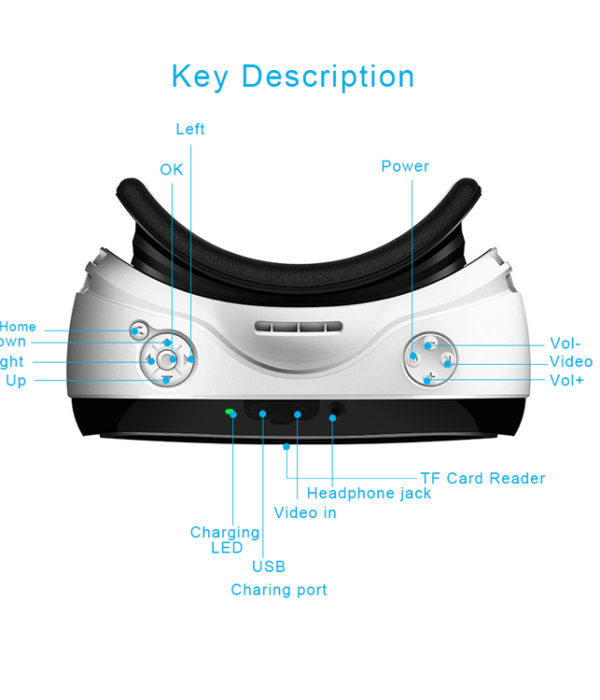 Key Description
Left
OK
Power
Home
own
ght
Up
Vol-
Video
Vol+
TF Card Reader
Headphone jack
Video in
Charging
LED
USB
Charing port